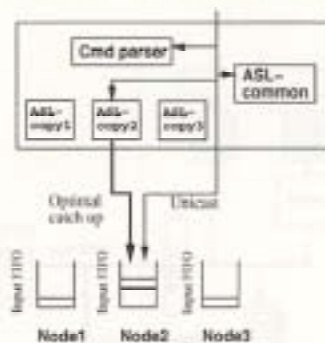 Cmd parser
ASL-
common
ASL-
copy1
ASL-
copy2
ASL-
copy3
Optimal
catch up
Unicast
Input FIFO
Input FIFO
Input FIFO
Node1
Node2
Node3